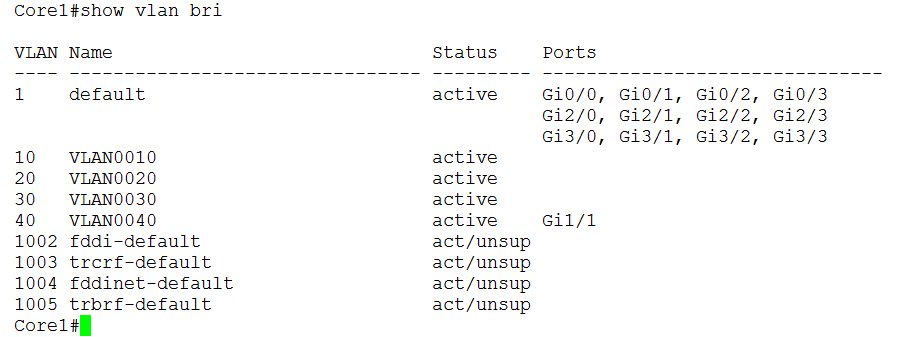 Core1#show vlan bri
VLAN Name                             Status    Ports
---- -------------------------------- --------- -------------------------------
1    default                          active    Gi0/0, Gi0/1, Gi0/2, Gi0/3
                                                Gi2/0, Gi2/1, Gi2/2, Gi2/3
                                                Gi3/0, Gi3/1, Gi3/2, Gi3/3
10   VLAN0010                         active
20   VLAN0020                         active
30   VLAN0030                         active
40   VLAN0040                         active    Gi1/1
1002 fddi-default                     act/unsup
1003 trcrf-default                    act/unsup
1004 fddinet-default                  act/unsup
1005 trbrf-default                    act/unsup
Core1#